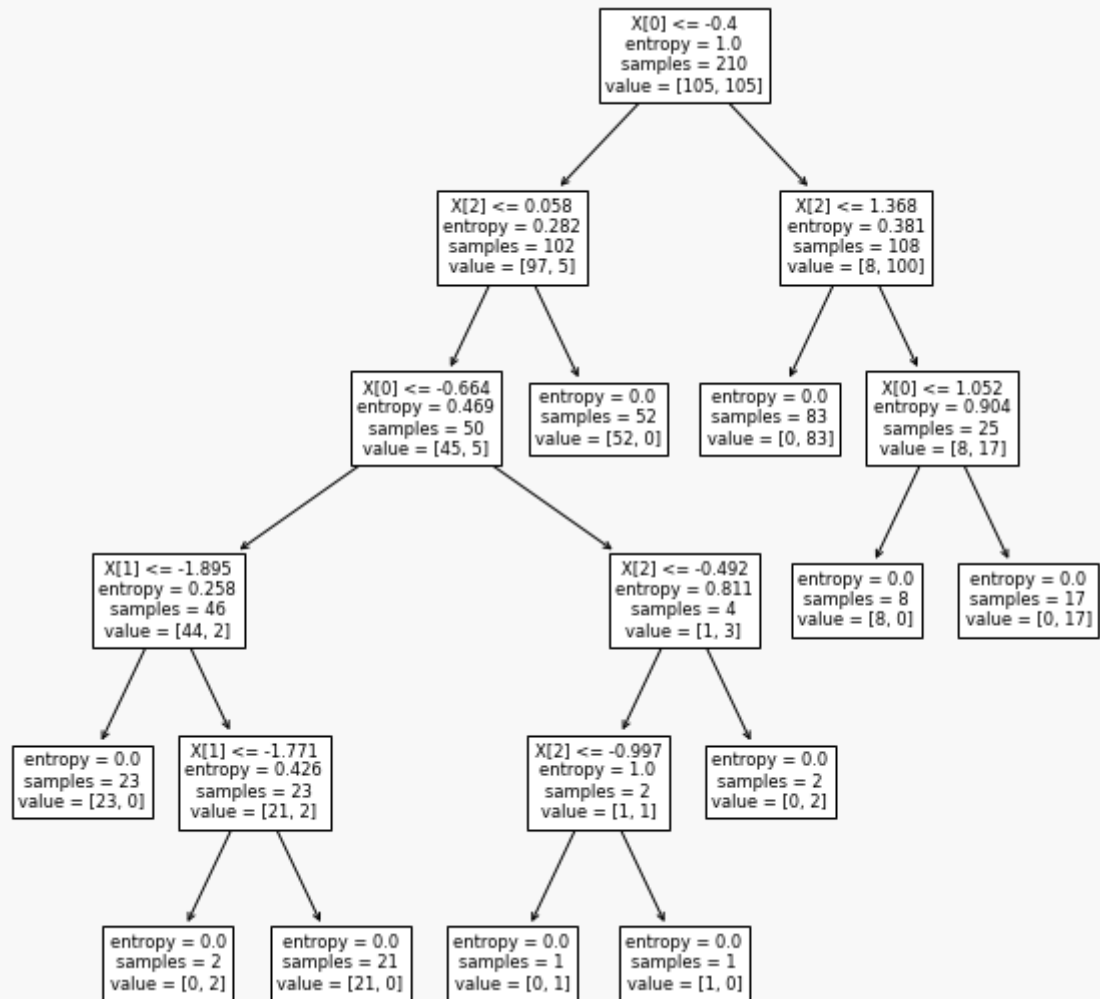 X[0] <= -0.4
entropy = 1.0
samples = 210
value = [105, 105]
X[2] <= 0.058
entropy = 0.282
samples = 102
value = [97, 5]
X[2] <= 1.368
entropy = 0.381
samples = 108
value = [8, 100]
X[0] <= -0.664
entropy = 0.469
samples = 50
value = [45, 5]
entropy = 0.0
samples = 52
value = [52, 0]
entropy = 0.0
samples = 83
value = [0, 83]
X[0] <= 1.052
entropy = 0.904
samples = 25
value = [8, 17]
X[1] <= -1.895
entropy = 0.258
samples = 46
value = [44, 2]
X[2] <= -0.492
entropy = 0.811
samples = 4
value = [1, 3]
entropy = 0.0
samples = 8
value = [8, 0]
entropy = 0.0
samples = 17
value = [0, 17]
entropy = 0.0
samples = 23
value = [23, 0]
X[1] <= -1.771
entropy = 0.426
samples = 23
value = [21, 2]
X[2] <= -0.997
entropy = 1.0
samples = 2
value = [1, 1]
entropy = 0.0
samples = 2
value = [0, 2]
entropy = 0.0
samples = 2
value = [0, 2]
entropy = 0.0
samples = 21
value = [21, 0]
entropy = 0.0
samples = 1
value = [0, 1]
entropy = 0.0
samples = 1
value = [1, 0]